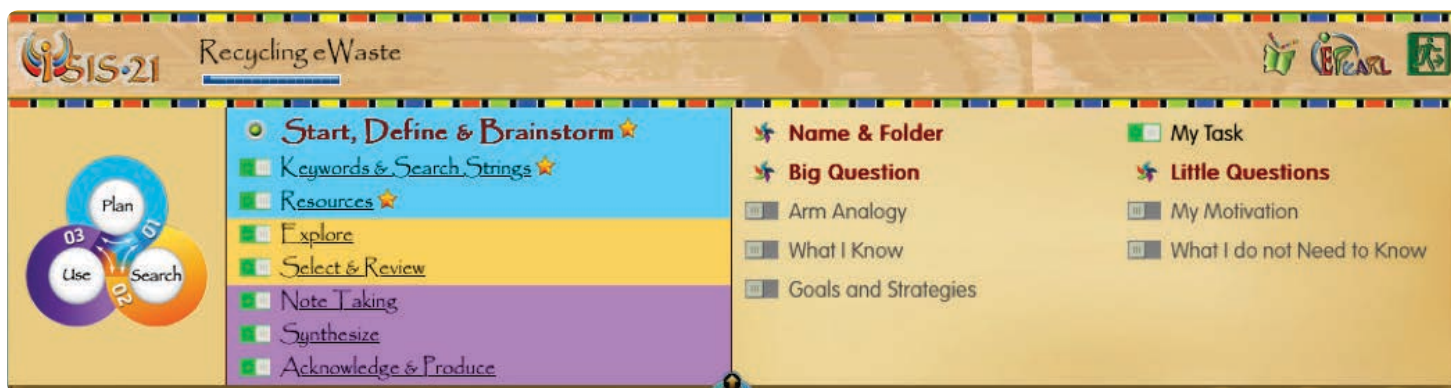 ISIS-21
Recycling eWaste
EPEARL
Plan
01
03
Use
Search
02
Start, Define & Brainstorm
Keywords & Search Strings
Resources
Explore
Select & Review
Note Taking
Synthesize
Acknowledge & Produce
Name & Folder
My Task
Big Question
Little Questions
Arm Analogy
My Motivation
What I Know
What I do not Need to Know
Goals and Strategies